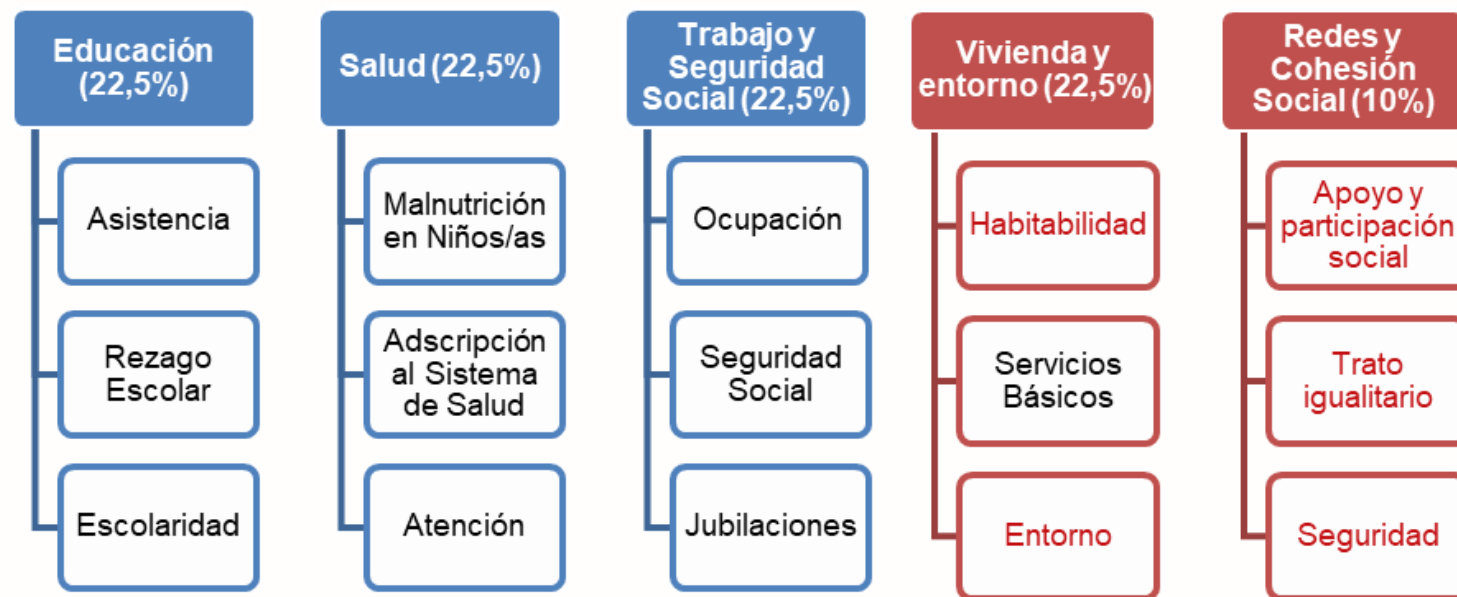 Educación
(22,5%)
Asistencia
Rezago
Escolar
Escolaridad
Salud (22,5%)
Malnutrición
en Niños/as
Adscripción
al Sistema
de Salud
Atención
Trabajo y
Seguridad
Social (22,5%)
Ocupación
Seguridad
Social
Jubilaciones
Vivienda y
entorno (22,5%)
Habitabilidad
Servicios
Básicos
Entorno
Redes y
Cohesión
Social (10%)
Apoyo y
participación
social
Trato
igualitario
Seguridad